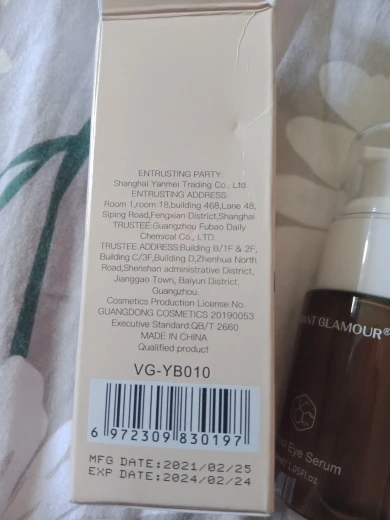 ENTRUSTING PARTY:
Shanghai Yanmei Trading Co., Ltd.
ENTRUSTING ADDRESS:
Room 1,room 18,building 468,Lane 48,
Siping Road,Fengxian District,Shanghai.
TRUSTEE:Guangzhou Fubao Daily
Chemical Co., LTD.
TRUSTEE ADDRESS:Building B/1F & 2F,
Building C/3F,Building D,Zhenhua North
Road,Shenshan administrative District,
Jianggao Town, Baiyun District,
Guangzhou.
Cosmetics Production License No.
GUANGDONG COSMETICS 20190053
Executive Standard:QB/T 2660
MADE IN CHINA
Qualified product
VG-YB010
6 972309 830197
MFG DATE:2021/02/25
EXP DATE:2024/02/24
GLAMOUR®
Eye Serum
fl.oz